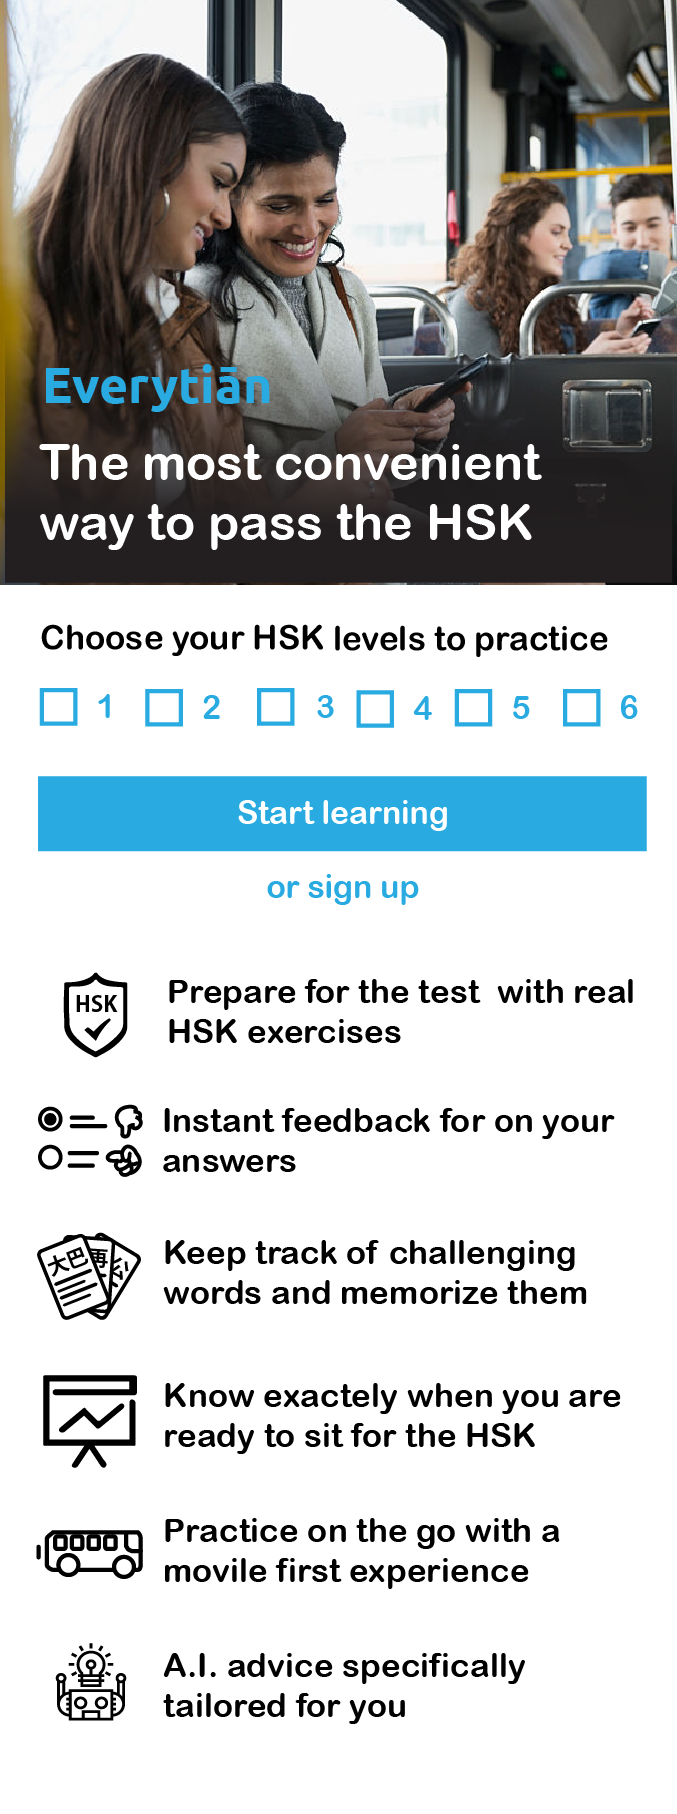 Everytiān
The most convenient
way to pass the HSK
Choose your HSK levels to practice
1 2 3 4 5 6
Start learning
or sign up
HSK
Prepare for the test with real
HSK exercises
Instant feedback for on your
answers
大巴 再
Keep track of challenging
words and memorize them
Know exactely when you are
ready to sit for the HSK
Practice on the go with a
movile first experience
A.I. advice specifically
tailored for you